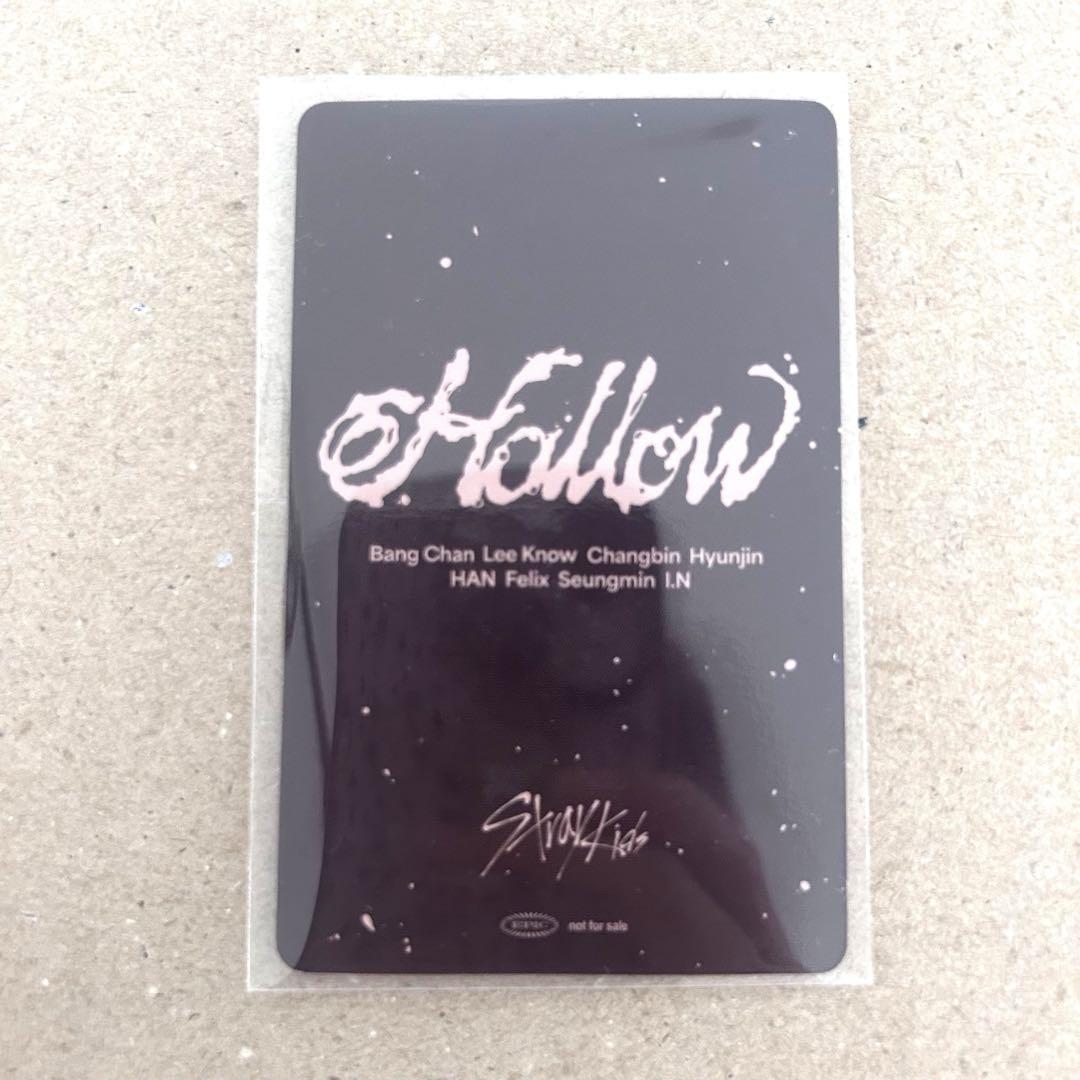 Hollow
Bang Chan Lee Know Changbin Hyunjin
HAN Felix Seungmin I.N
Stray Kids
EPIC not for sale